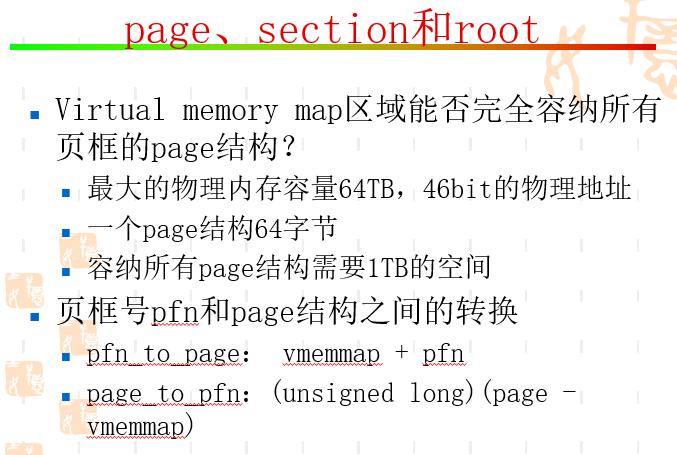 page、section和root
Virtual memory map区域能否完全容纳所有
页框的page结构?
最大的物理内存容量64TB，46bit的物理地址
一个page结构64字节
容纳所有page结构需要1TB的空间
页框号pfn和page结构之间的转换
pfn_to_page： vmemmap + pfn
page_to_pfn：(unsigned long)(page -
vmemmap)